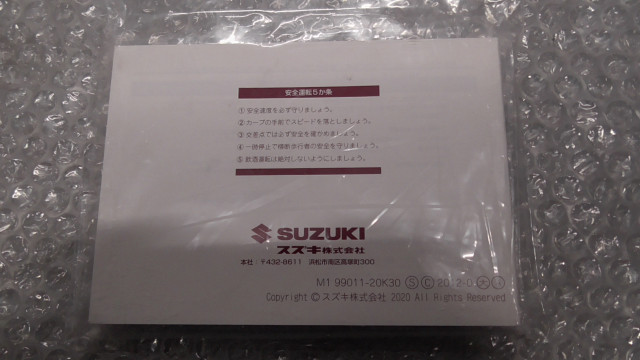 安全運転5か条
①安全速度を必ず守りましょう。
②カーブの手前でスピードを落としましょう。
③交差点では必ず安全を確かめましょう。
④一時停止で横断歩行者の安全を守りましょう。
⑤飲酒運転は絶対しないようにしましょう。
SUZUKI
スズキ株式会社
本社：〒432-8611 浜松市南区高塚町300
M1 99011-20K30 Ⓢ Ⓒ 2012-0
Copyright © スズキ株式会社 2020 All Rights Reserved